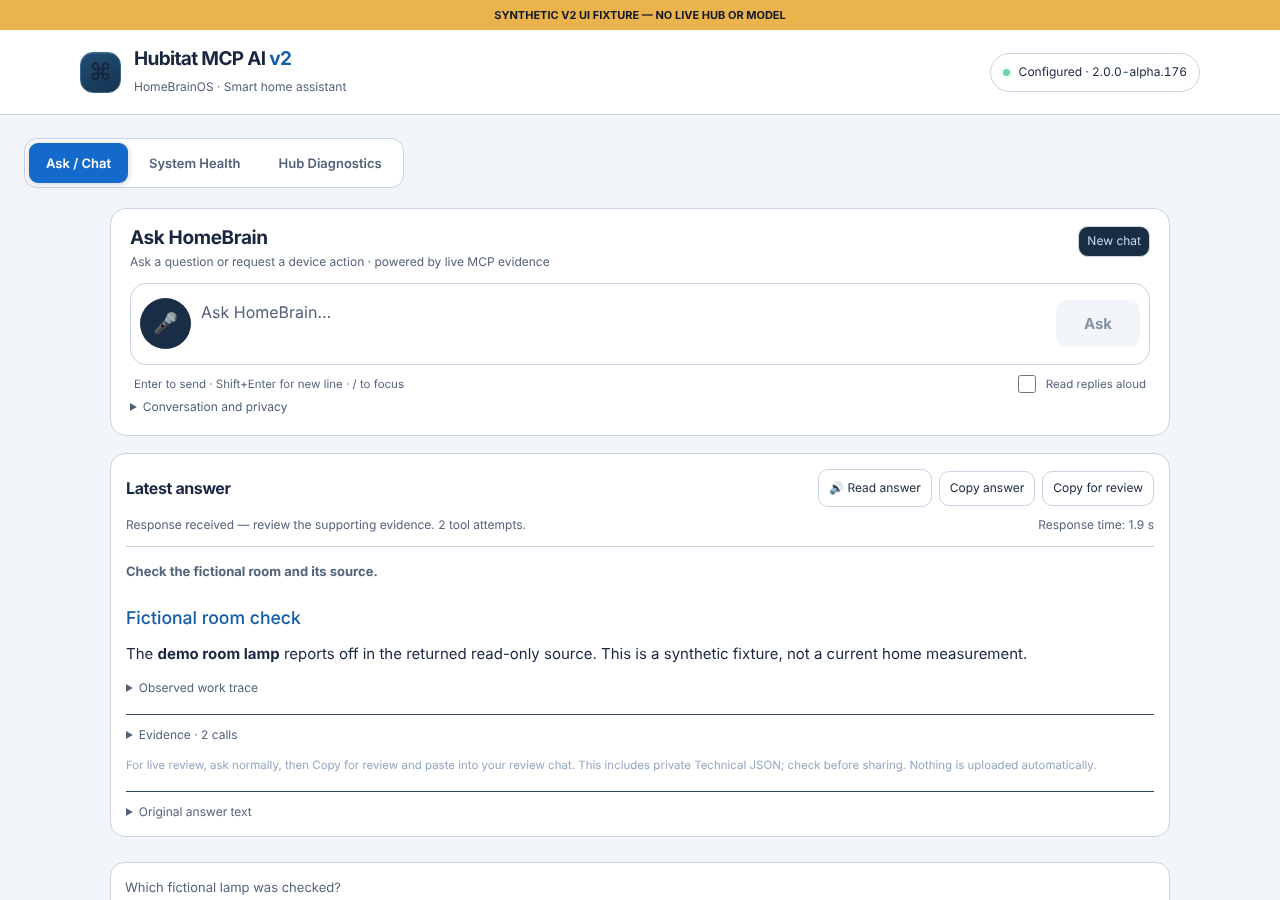 SYNTHETIC V2 UI FIXTURE — NO LIVE HUB OR MODEL
Hubitat MCP AI v2
HomeBrainOS · Smart home assistant
Configured · 2.0.0-alpha.176
Ask / Chat
System Health
Hub Diagnostics
Ask HomeBrain
New chat
Ask a question or request a device action · powered by live MCP evidence
Ask HomeBrain...
Ask
Enter to send · Shift+Enter for new line · / to focus
Read replies aloud
Conversation and privacy
Latest answer
Read answer
Copy answer
Copy for review
Response received — review the supporting evidence. 2 tool attempts.
Response time: 1.9 s
Check the fictional room and its source.
Fictional room check
The demo room lamp reports off in the returned read-only source. This is a synthetic fixture, not a current home measurement.
Observed work trace
Evidence · 2 calls
For live review, ask normally, then Copy for review and paste into your review chat. This includes private Technical JSON; check before sharing. Nothing is uploaded automatically.
Original answer text
Which fictional lamp was checked?